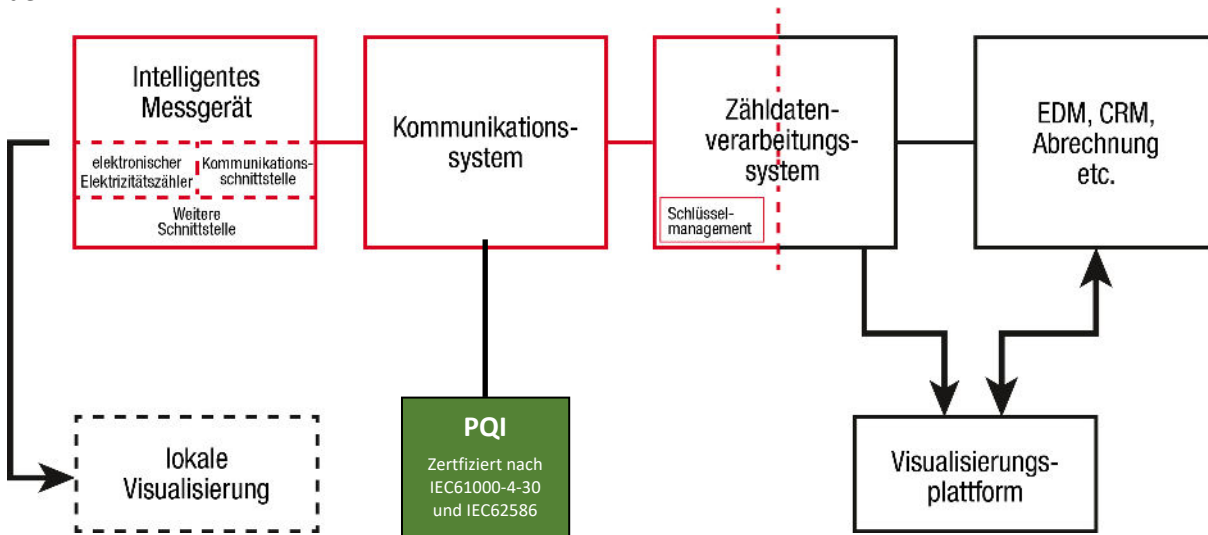 Intelligentes
Messgerät
elektronischer
Elektrizitätszähler
Kommunikations-
schnittstelle
Weitere
Schnittstelle
Kommunikations-
system
Zähldaten-
verarbeitungs-
system
Schlüssel-
management
EDM, CRM,
Abrechnung
etc.
lokale
Visualisierung
PQI
Zertfiziert nach
IEC61000-4-30
und IEC62586
Visualisierungs-
plattform